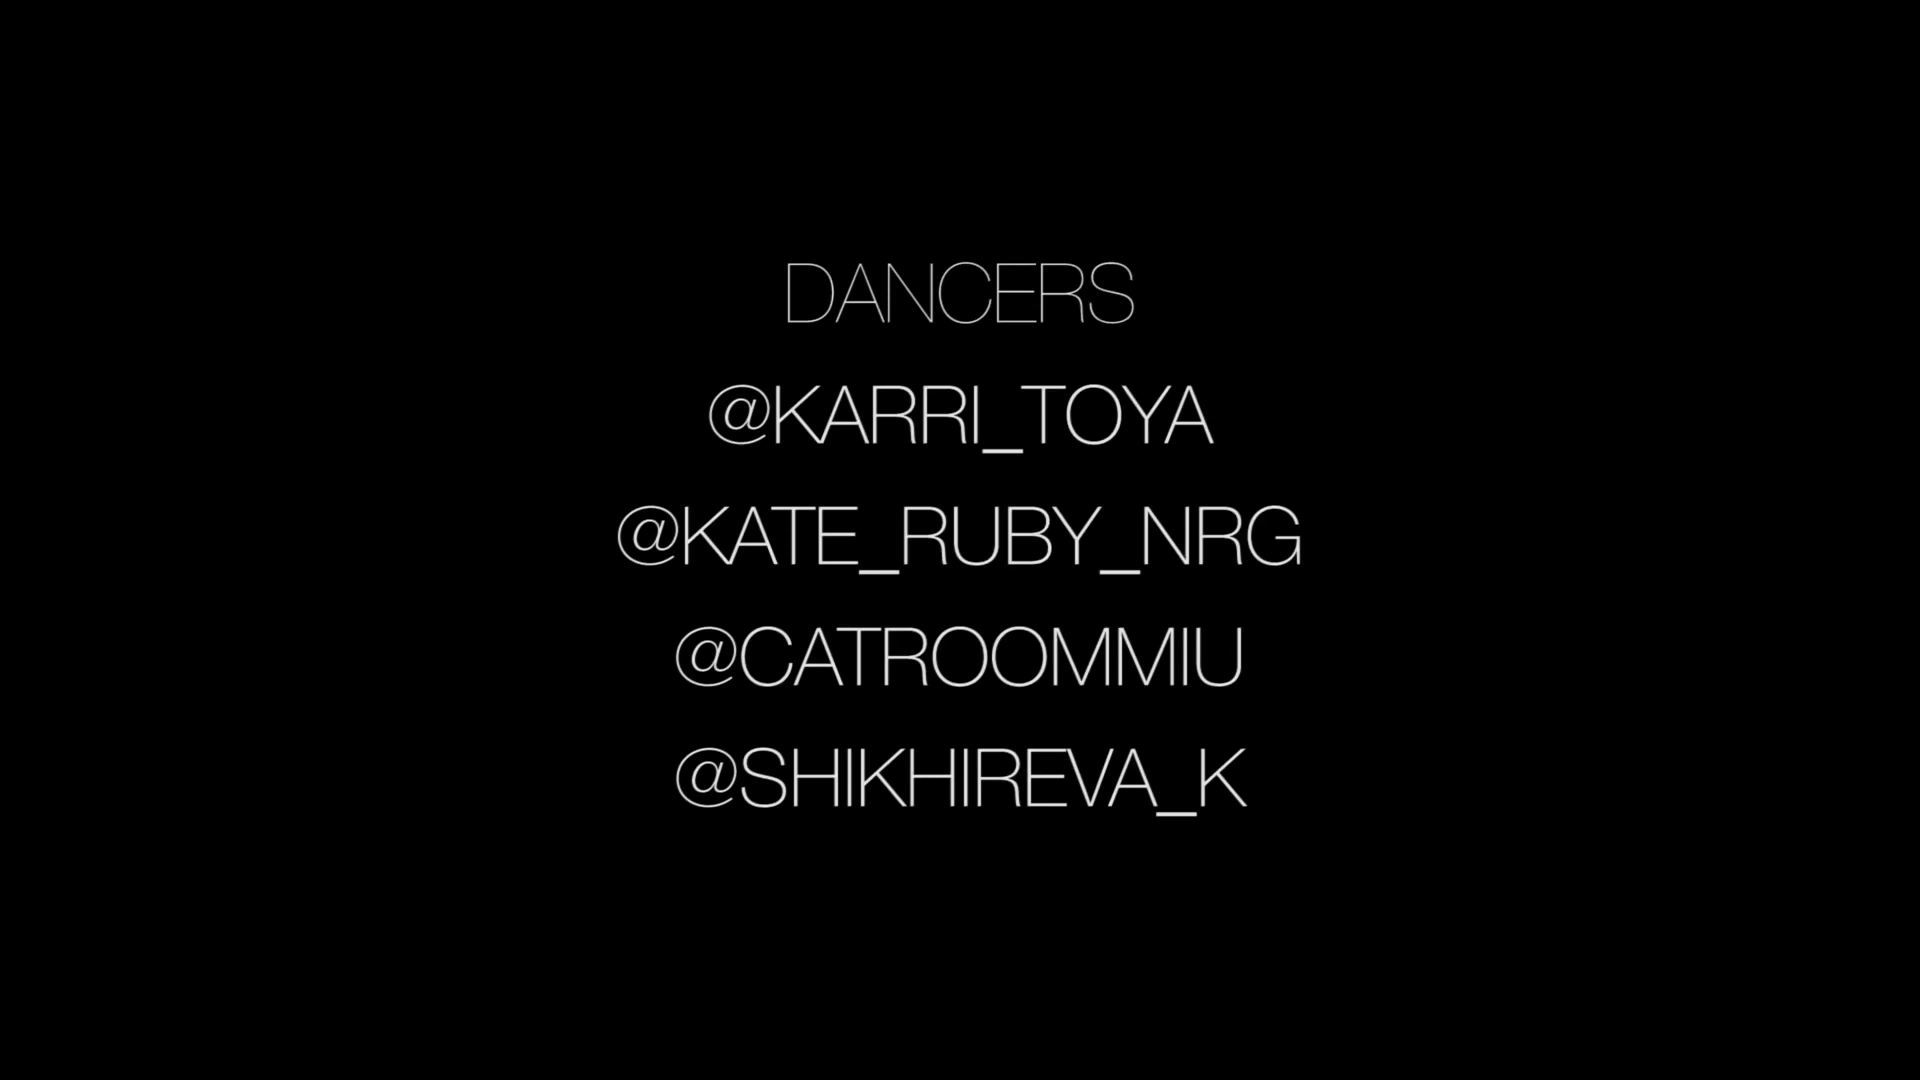 DANCERS
@KARRI_TOYA
@KATE_RUBY_NRG
@CATROOMMIU
@SHIKHIREVA_K